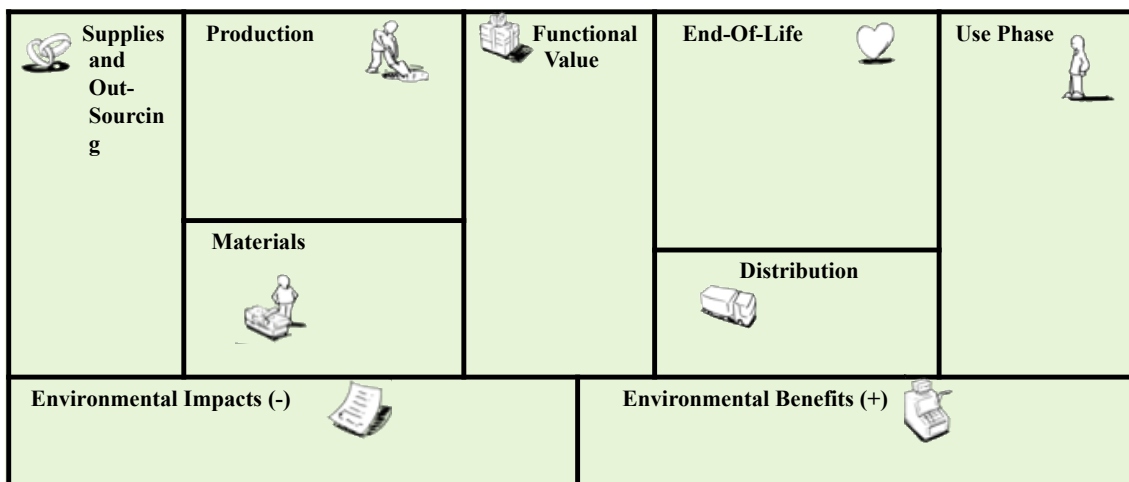 Supplies
and
Out-
Sourcin
g
Production
Materials
Functional
Value
End-Of-Life
Distribution
Use Phase
Environmental Impacts (-)
Environmental Benefits (+)